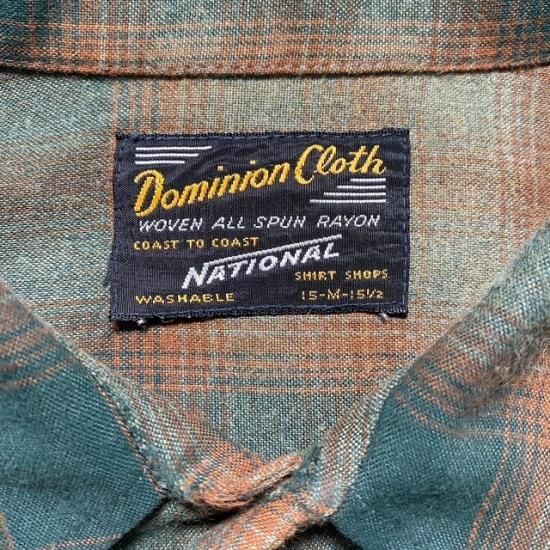 Dominion Cloth
WOVEN ALL SPUN RAYON
COAST TO COAST
NATIONAL
SHIRT SHOPS
WASHABLE 15-M-15½